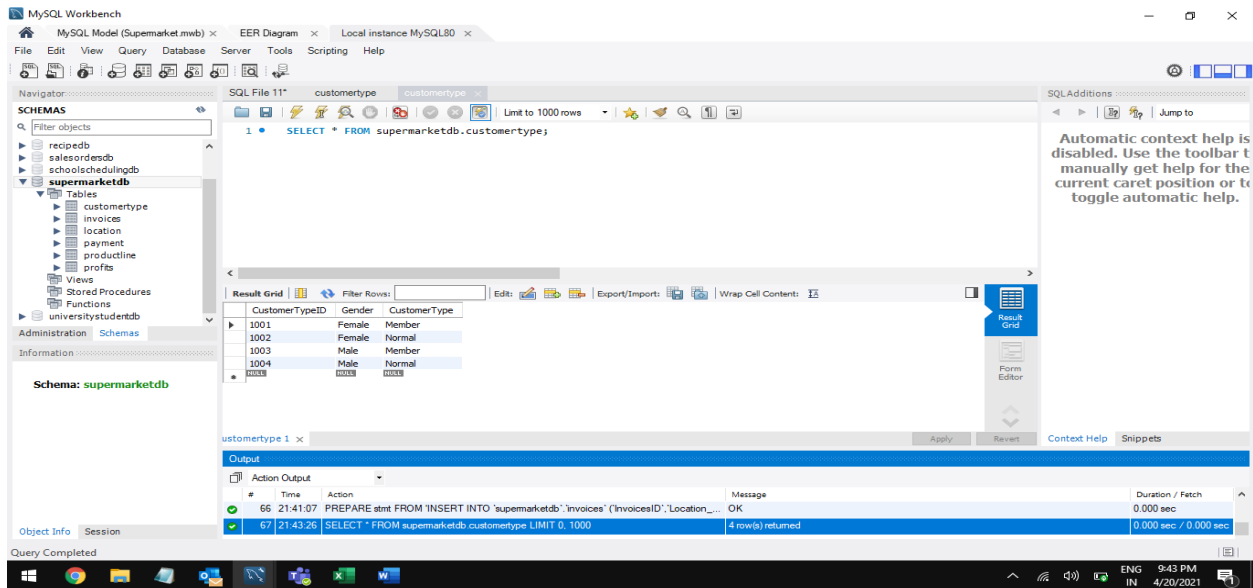 MySQL Workbench
MySQL Model (Supermarket.mwb) × EER Diagram × Local instance MySQL80 ×
File Edit View Query Database Server Tools Scripting Help
Navigator
SCHEMAS
Filter objects
recipedb
salesordersdb
schoolschedulingdb
supermarketdb
Tables
customertype
invoices
location
payment
productline
profits
Views
Stored Procedures
Functions
universitystudentdb
Administration Schemas
Information
Schema: supermarketdb
Object Info Session
SQL File 11* customertype customertype ×
Limit to 1000 rows
1 SELECT * FROM supermarketdb.customertype;
Result Grid Filter Rows: Edit: Export/Import: Wrap Cell Content:
CustomerTypeID Gender CustomerType
1001 Female Member
1002 Female Normal
1003 Male Member
1004 Male Normal
NULL NULL NULL
Result Grid
Form Editor
ustomertype 1 × Apply Revert
SQLAdditions
Jump to
Automatic context help is
disabled. Use the toolbar t
manually get help for the
current caret position or to
toggle automatic help.
Context Help Snippets
Output
Action Output
# Time Action Message Duration / Fetch
66 21:41:07 PREPARE stmt FROM 'INSERT INTO `supermarketdb`.`invoices` (`InvoicesID`,`Location_... OK 0.000 sec
67 21:43:26 SELECT * FROM supermarketdb.customertype LIMIT 0, 1000 4 row(s) returned 0.000 sec / 0.000 sec
Query Completed
ENG
IN
9:43 PM
4/20/2021